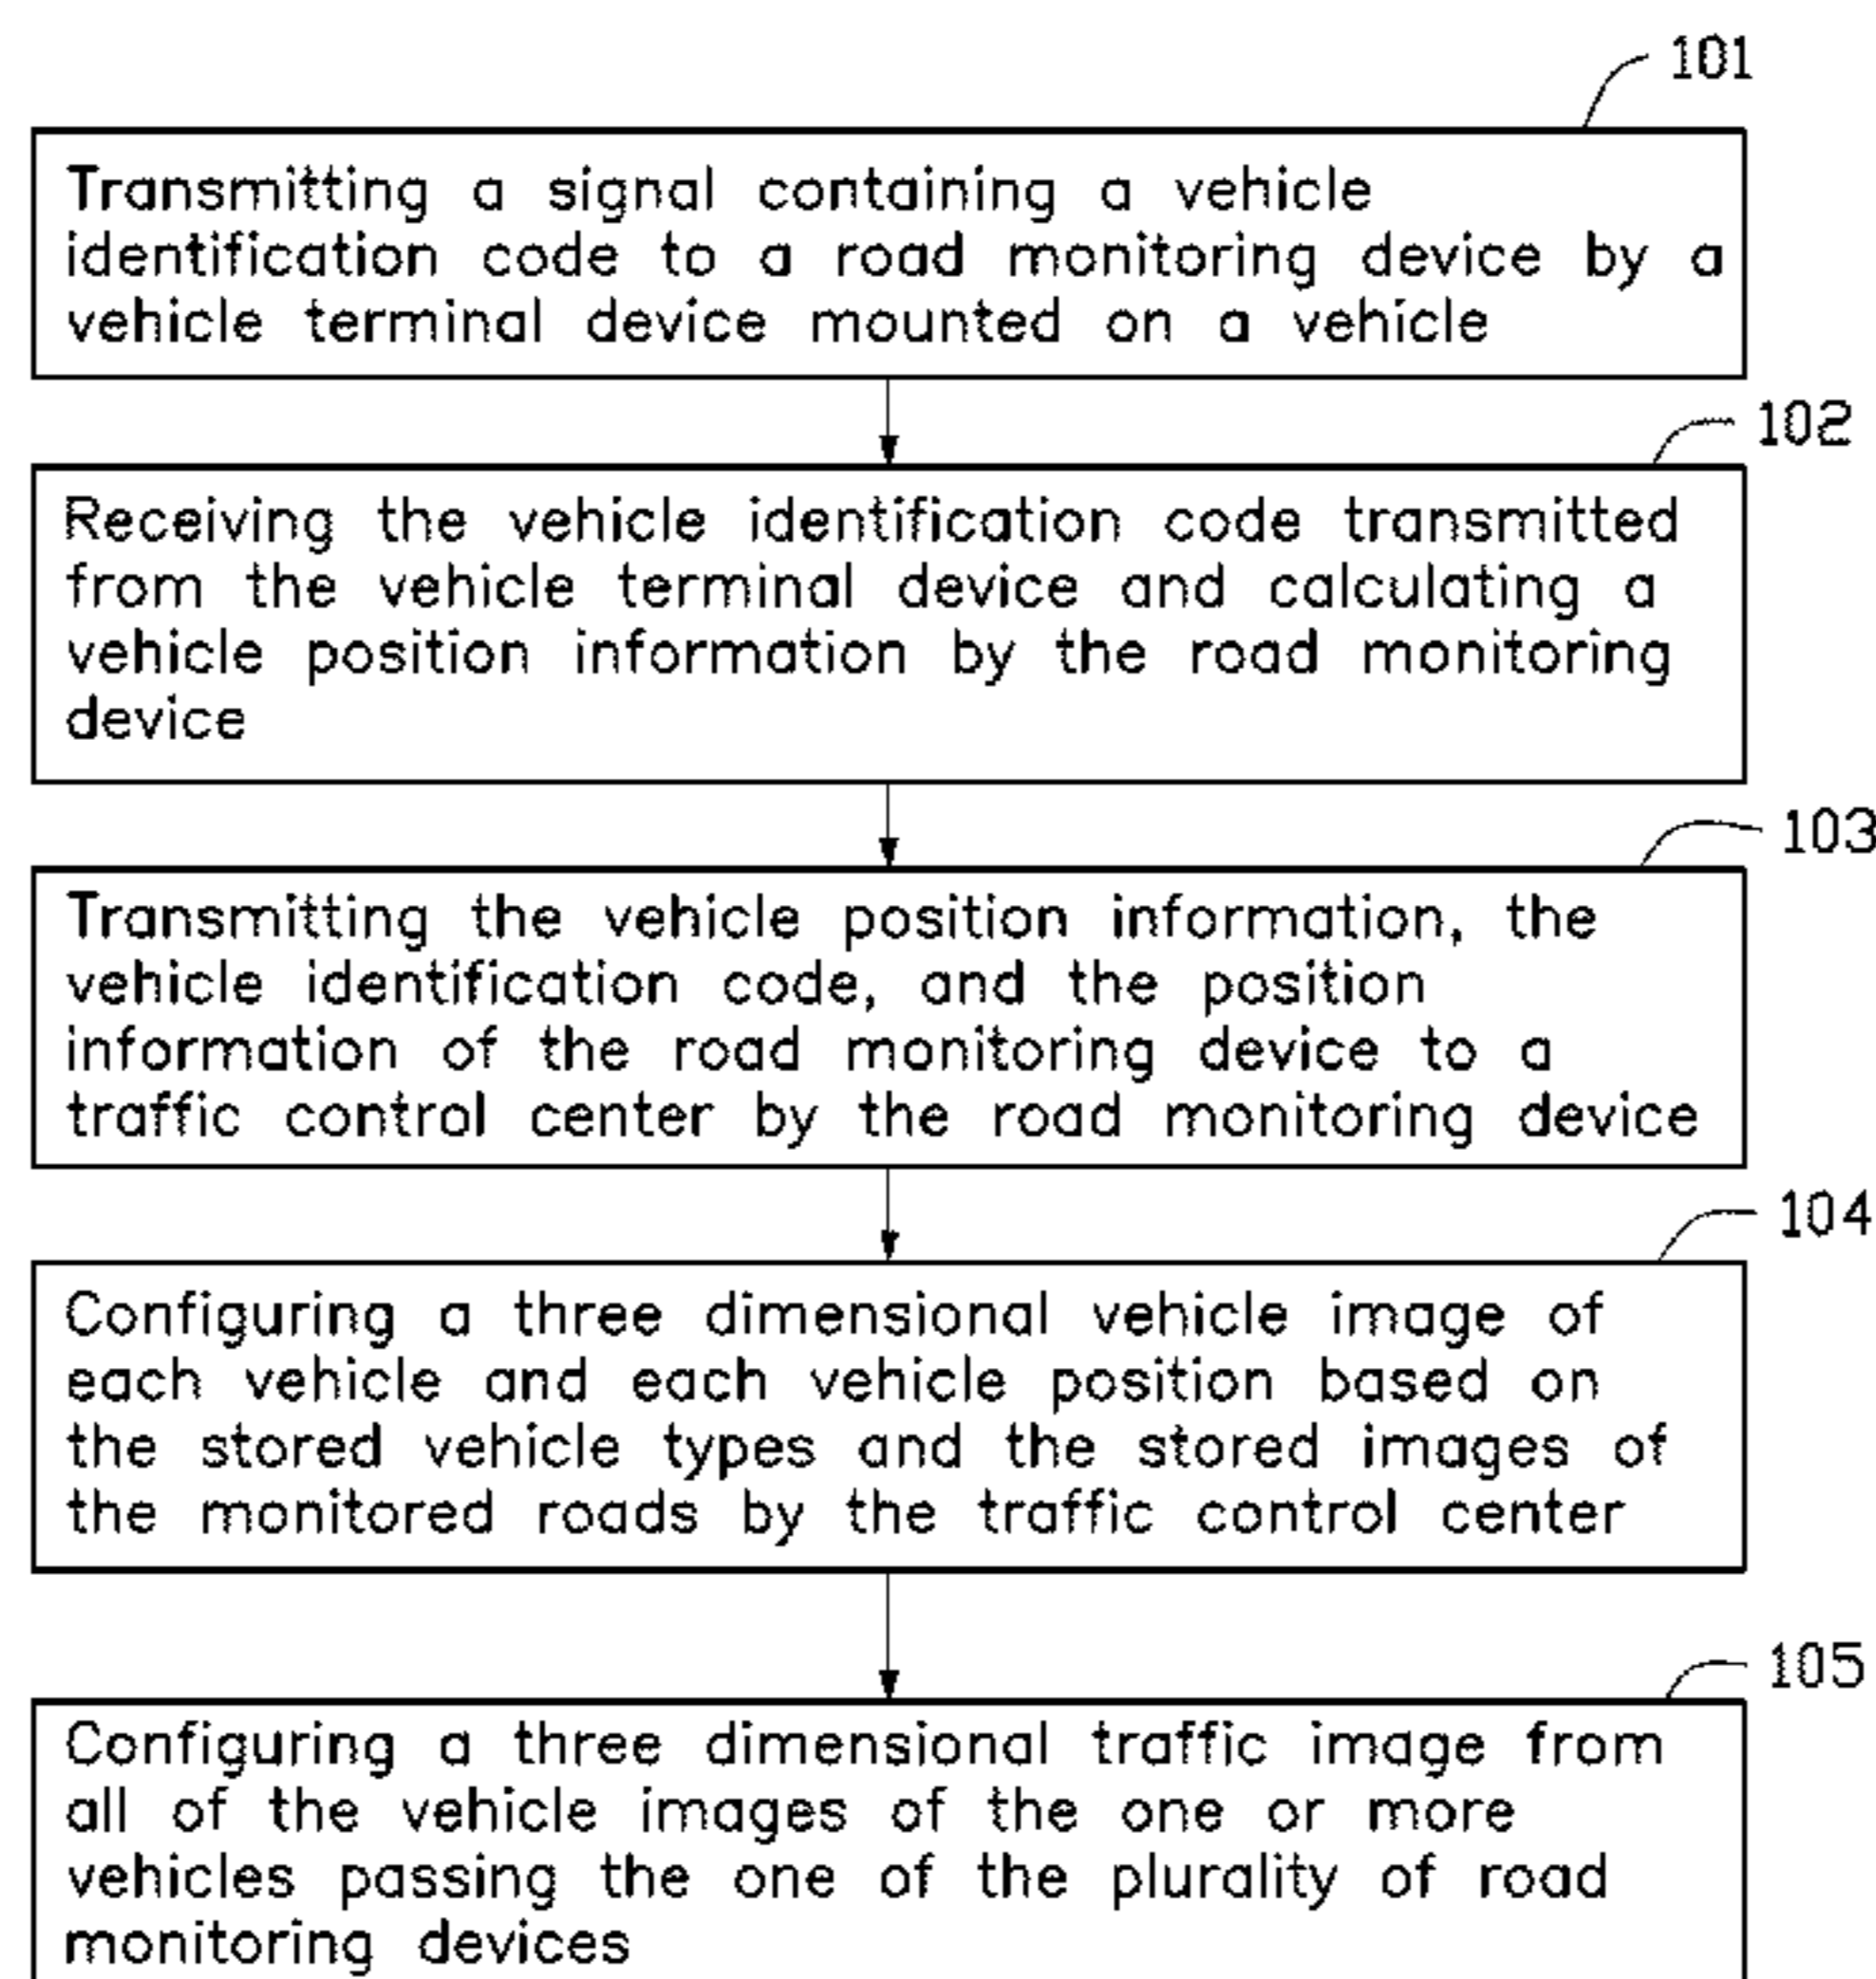 101
Transmitting a signal containing a vehicle
identification code to a road monitoring device by a
vehicle terminal device mounted on a vehicle
102
Receiving the vehicle identification code transmitted
from the vehicle terminal device and calculating a
vehicle position information by the road monitoring
device
103
Transmitting the vehicle position information, the
vehicle identification code, and the position
information of the road monitoring device to a
traffic control center by the road monitoring device
104
Configuring a three dimensional vehicle image of
each vehicle and each vehicle position based on
the stored vehicle types and the stored images of
the monitored roads by the traffic control center
105
Configuring a three dimensional traffic image from
all of the vehicle images of the one or more
vehicles passing the one of the plurality of road
monitoring devices